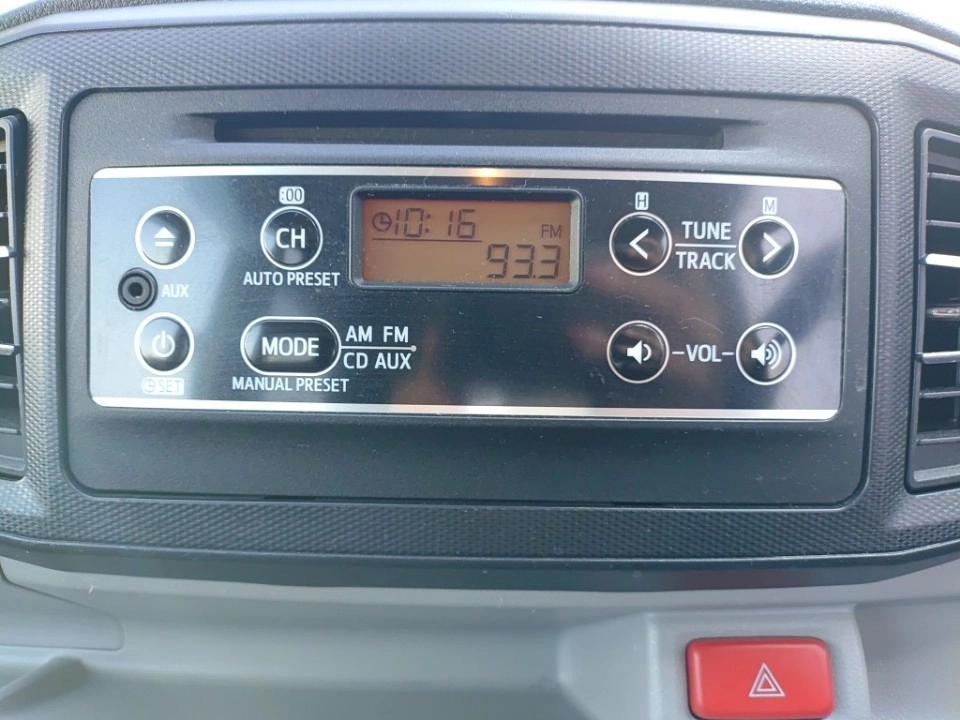 :00
H
M
CH
AUTO PRESET
10:16
FM
93.3
TUNE
TRACK
AUX
SET
MODE
AM FM
CD AUX
MANUAL PRESET
-VOL-